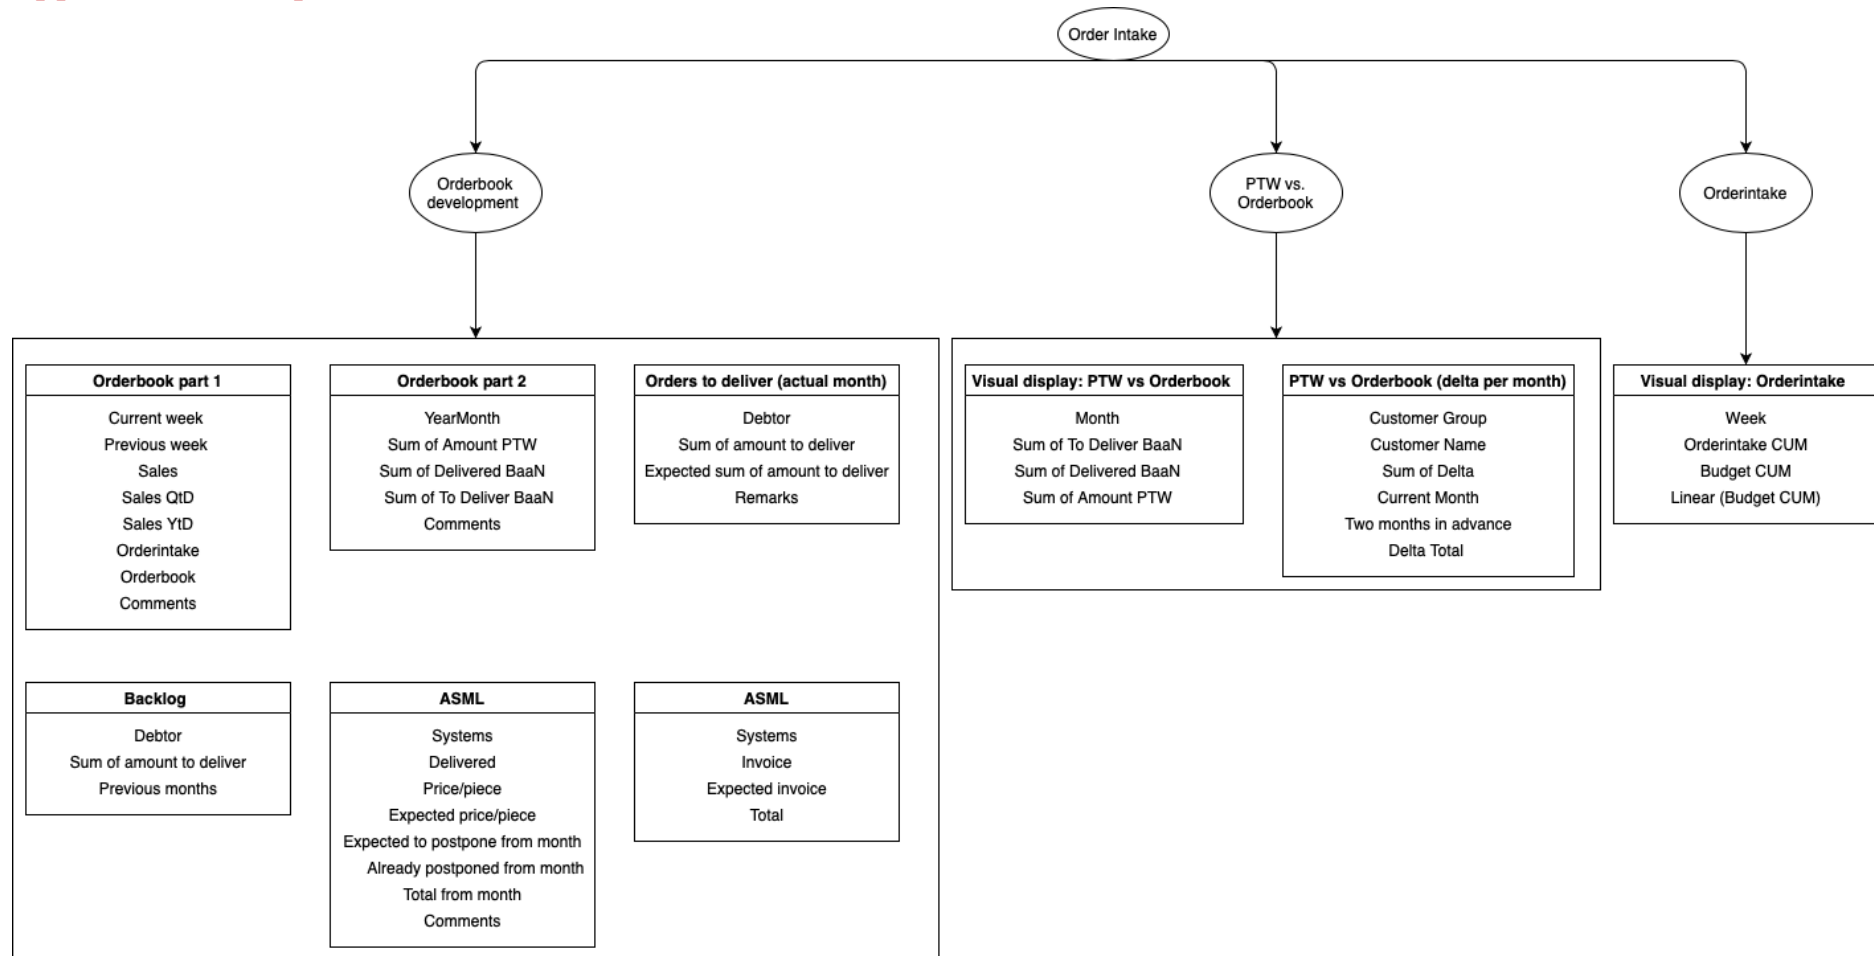 Order Intake
Orderbook
development
PTW vs.
Orderbook
Orderintake
Orderbook part 1
Current week
Previous week
Sales
Sales QtD
Sales YtD
Orderintake
Orderbook
Comments
Orderbook part 2
YearMonth
Sum of Amount PTW
Sum of Delivered BaaN
Sum of To Deliver BaaN
Comments
Orders to deliver (actual month)
Debtor
Sum of amount to deliver
Expected sum of amount to deliver
Remarks
Backlog
Debtor
Sum of amount to deliver
Previous months
ASML
Systems
Delivered
Price/piece
Expected price/piece
Expected to postpone from month
Already postponed from month
Total from month
Comments
ASML
Systems
Invoice
Expected invoice
Total
Visual display: PTW vs Orderbook
Month
Sum of To Deliver BaaN
Sum of Delivered BaaN
Sum of Amount PTW
PTW vs Orderbook (delta per month)
Customer Group
Customer Name
Sum of Delta
Current Month
Two months in advance
Delta Total
Visual display: Orderintake
Week
Orderintake CUM
Budget CUM
Linear (Budget CUM)